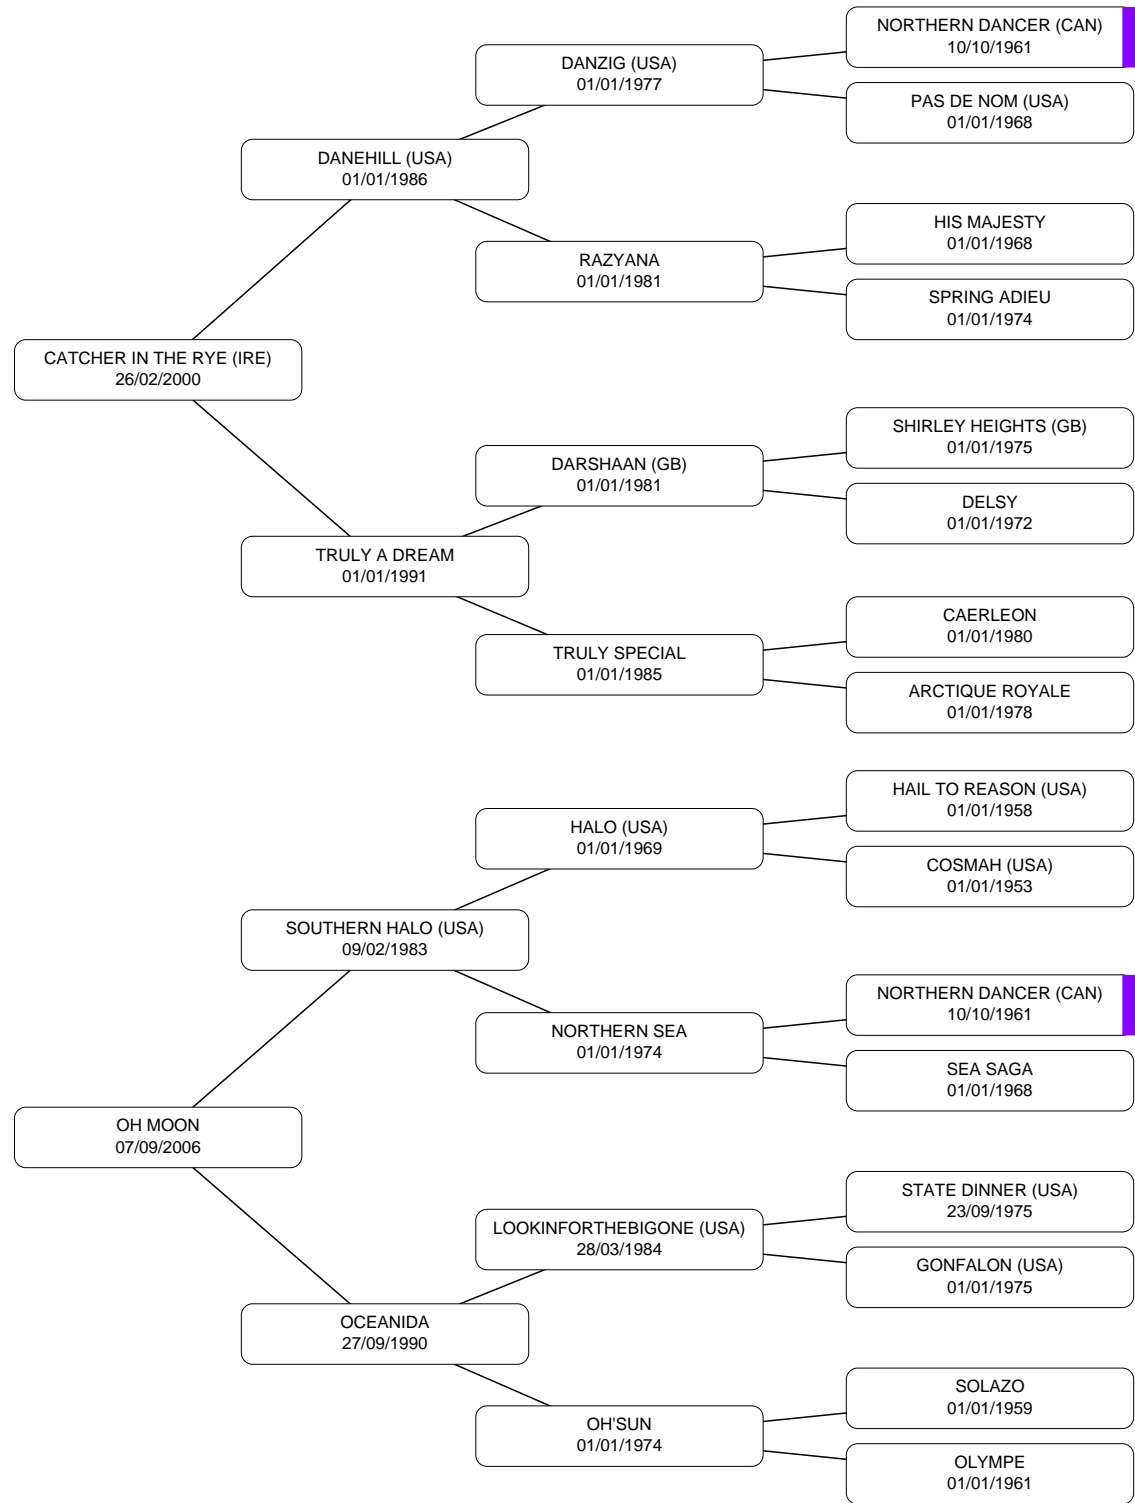 NORTHERN DANCER (CAN)
10/10/1961
DANZIG (USA)
01/01/1977
PAS DE NOM (USA)
01/01/1968
DANEHILL (USA)
01/01/1986
HIS MAJESTY
01/01/1968
RAZYANA
01/01/1981
SPRING ADIEU
01/01/1974
CATCHER IN THE RYE (IRE)
26/02/2000
SHIRLEY HEIGHTS (GB)
01/01/1975
DARSHAAN (GB)
01/01/1981
DELSY
01/01/1972
TRULY A DREAM
01/01/1991
CAERLEON
01/01/1980
TRULY SPECIAL
01/01/1985
ARCTIQUE ROYALE
01/01/1978
HAIL TO REASON (USA)
01/01/1958
HALO (USA)
01/01/1969
COSMAH (USA)
01/01/1953
SOUTHERN HALO (USA)
09/02/1983
NORTHERN DANCER (CAN)
10/10/1961
NORTHERN SEA
01/01/1974
SEA SAGA
01/01/1968
OH MOON
07/09/2006
STATE DINNER (USA)
23/09/1975
LOOKINFORTHEBIGONE (USA)
28/03/1984
GONFALON (USA)
01/01/1975
OCEANIDA
27/09/1990
SOLAZO
01/01/1959
OH'SUN
01/01/1974
OLYMPE
01/01/1961